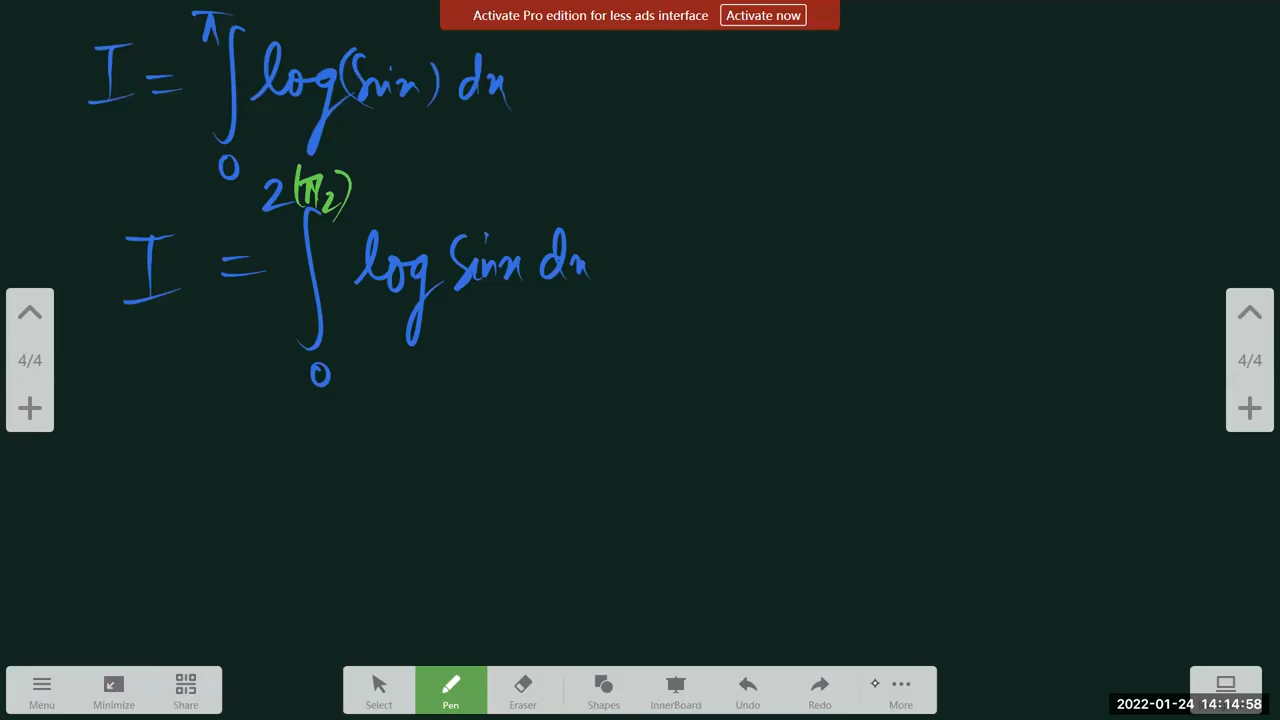 Activate Pro edition for less ads interface Activate now
π
I = ∫ log(sinx) dx
0
2(π/2)
I = ∫ log sinx dx
0
4/4 4/4
Menu Minimize Share Select Pen Eraser Shapes InnerBoard Undo Redo More
2022-01-24 14:14:58